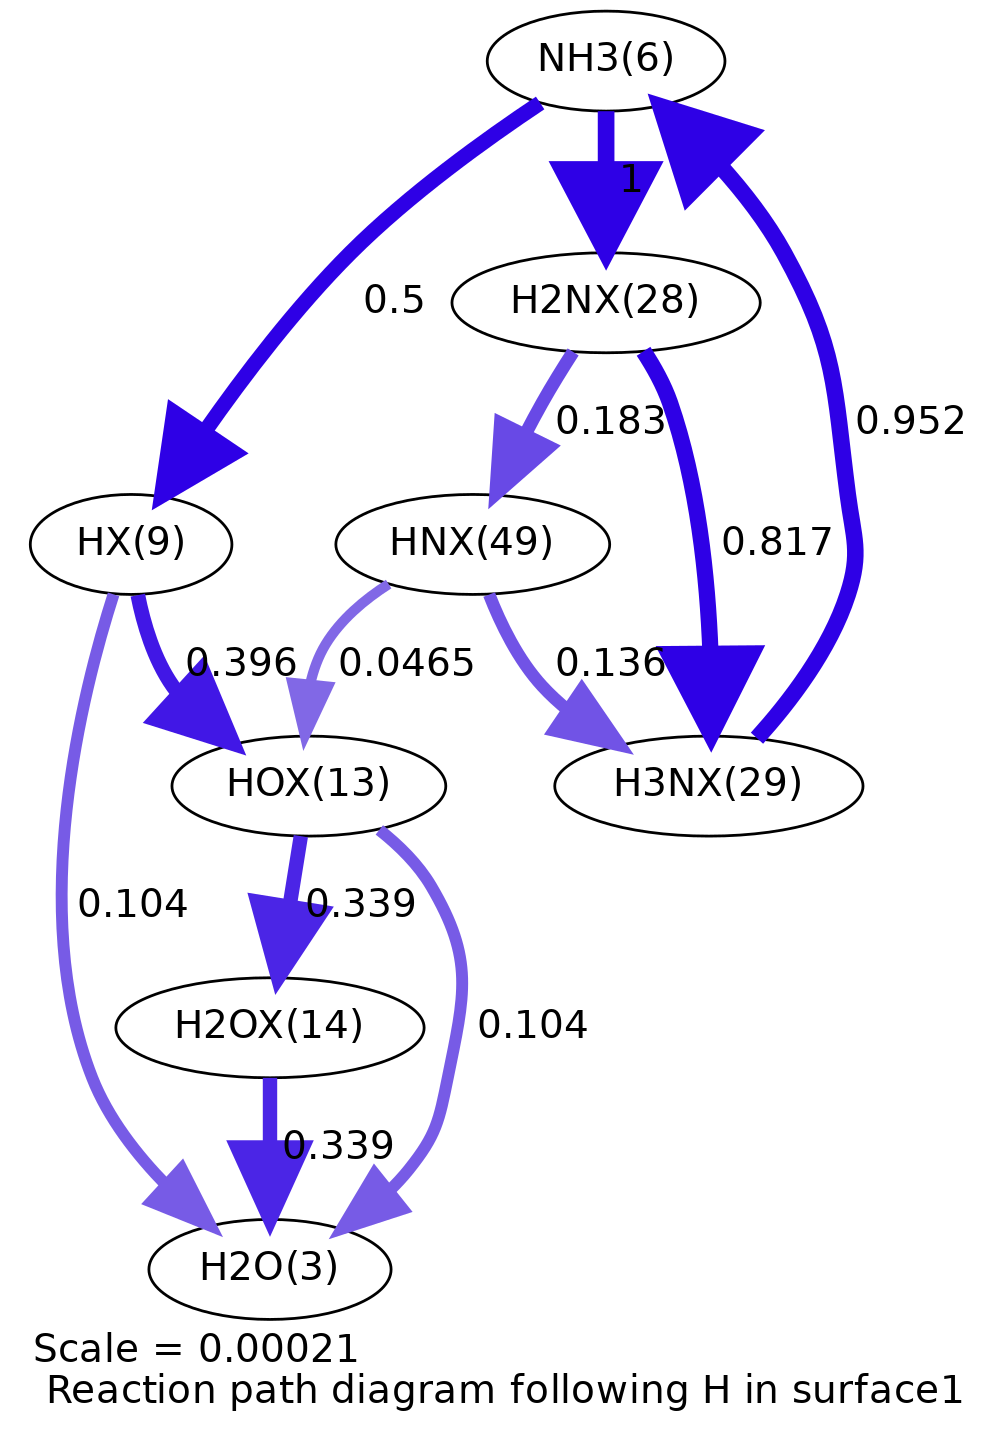 NH3(6)
1
0.5
H2NX(28)
0.183
0.952
HX(9)
HNX(49)
0.817
0.396
0.0465
0.136
HOX(13)
H3NX(29)
0.104
0.339
H2OX(14)
0.104
0.339
H2O(3)
Scale = 0.00021
Reaction path diagram following H in surface1